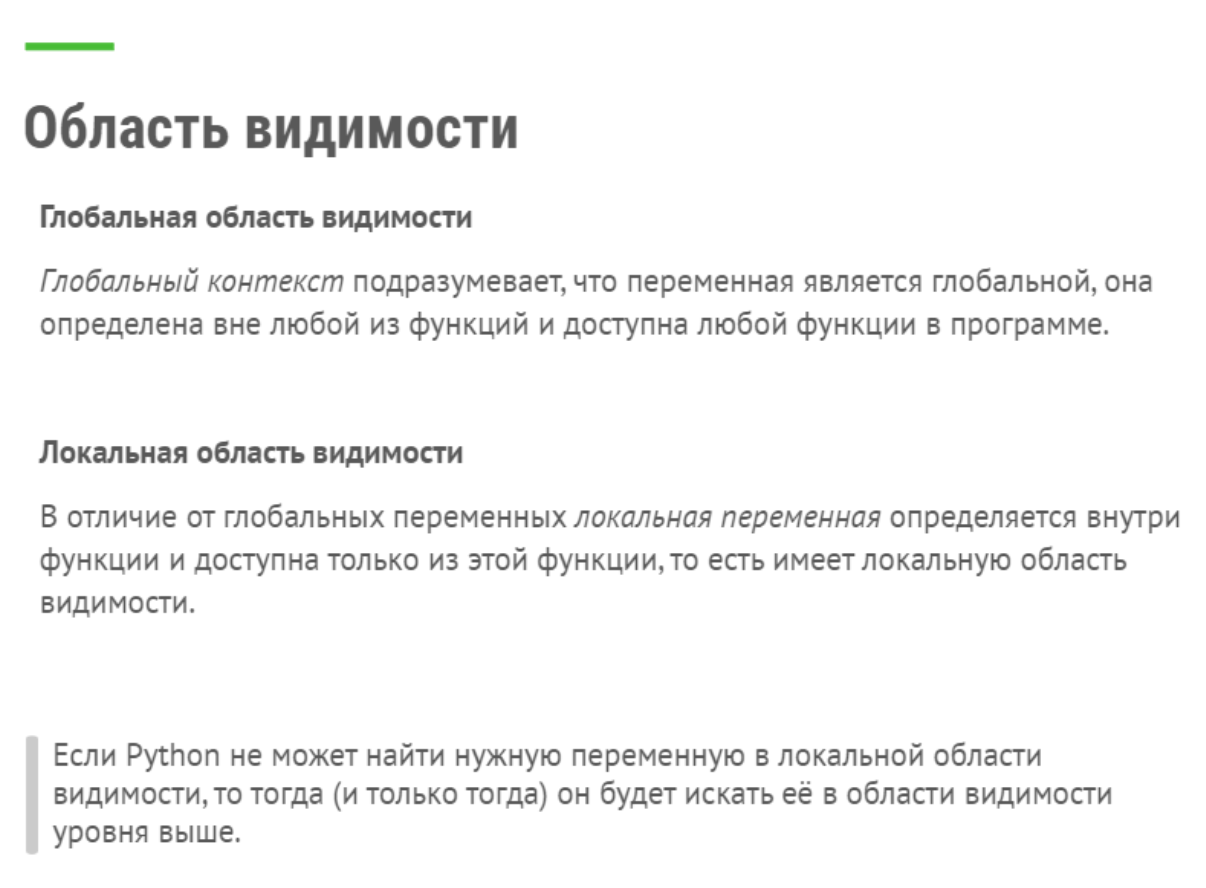 Область видимости
Глобальная область видимости
Глобальный контекст подразумевает, что переменная является глобальной, она
определена вне любой из функций и доступна любой функции в программе.
Локальная область видимости
В отличие от глобальных переменных локальная переменная определяется внутри
функции и доступна только из этой функции, то есть имеет локальную область
видимости.
Если Python не может найти нужную переменную в локальной области
видимости, то тогда (и только тогда) он будет искать её в области видимости
уровня выше.